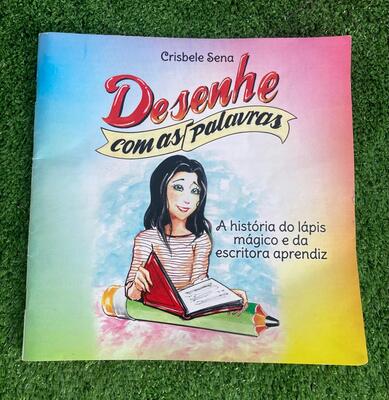 Crisbele Sena
Desenhe
com as palavras
A história do lápis
mágico e da
escritora aprendiz